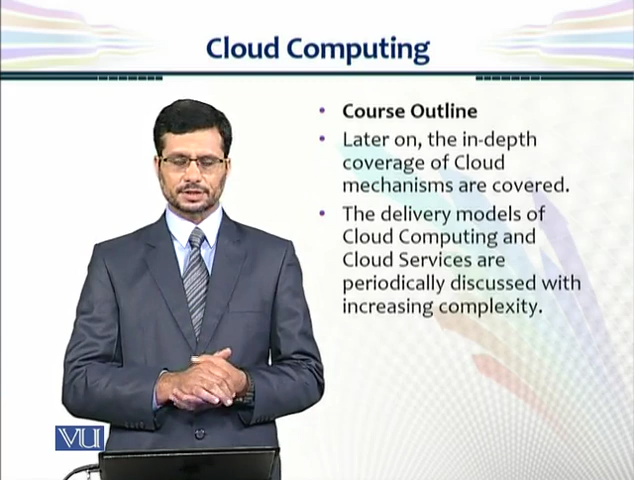 Cloud Computing
• Course Outline
• Later on, the in-depth
coverage of Cloud
mechanisms are covered.
• The delivery models of
Cloud Computing and
Cloud Services are
periodically discussed with
increasing complexity.
VU